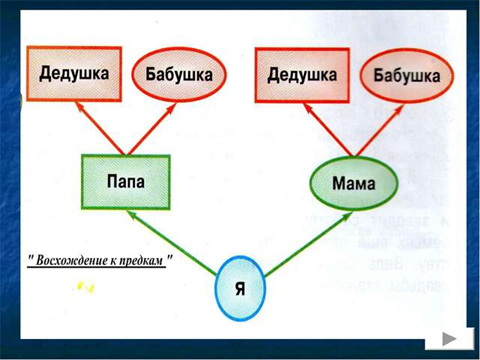 Дедушка Бабушка Дедушка Бабушка
Папа Мама
" Восхождение к предкам "
Я